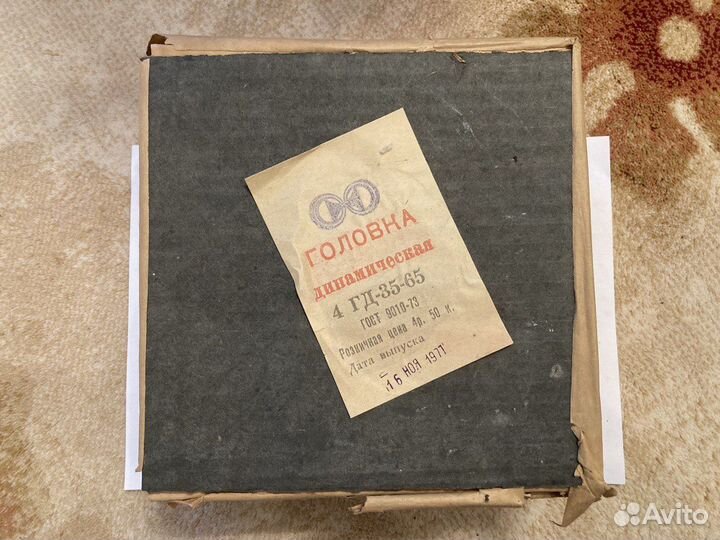 ГОЛОВКА
динамическая
4 ГД-35-65
ГОСТ 9010-73
Розничная цена 4р. 50 к.
Дата выпуска
16 НОЯ 1977
Avito